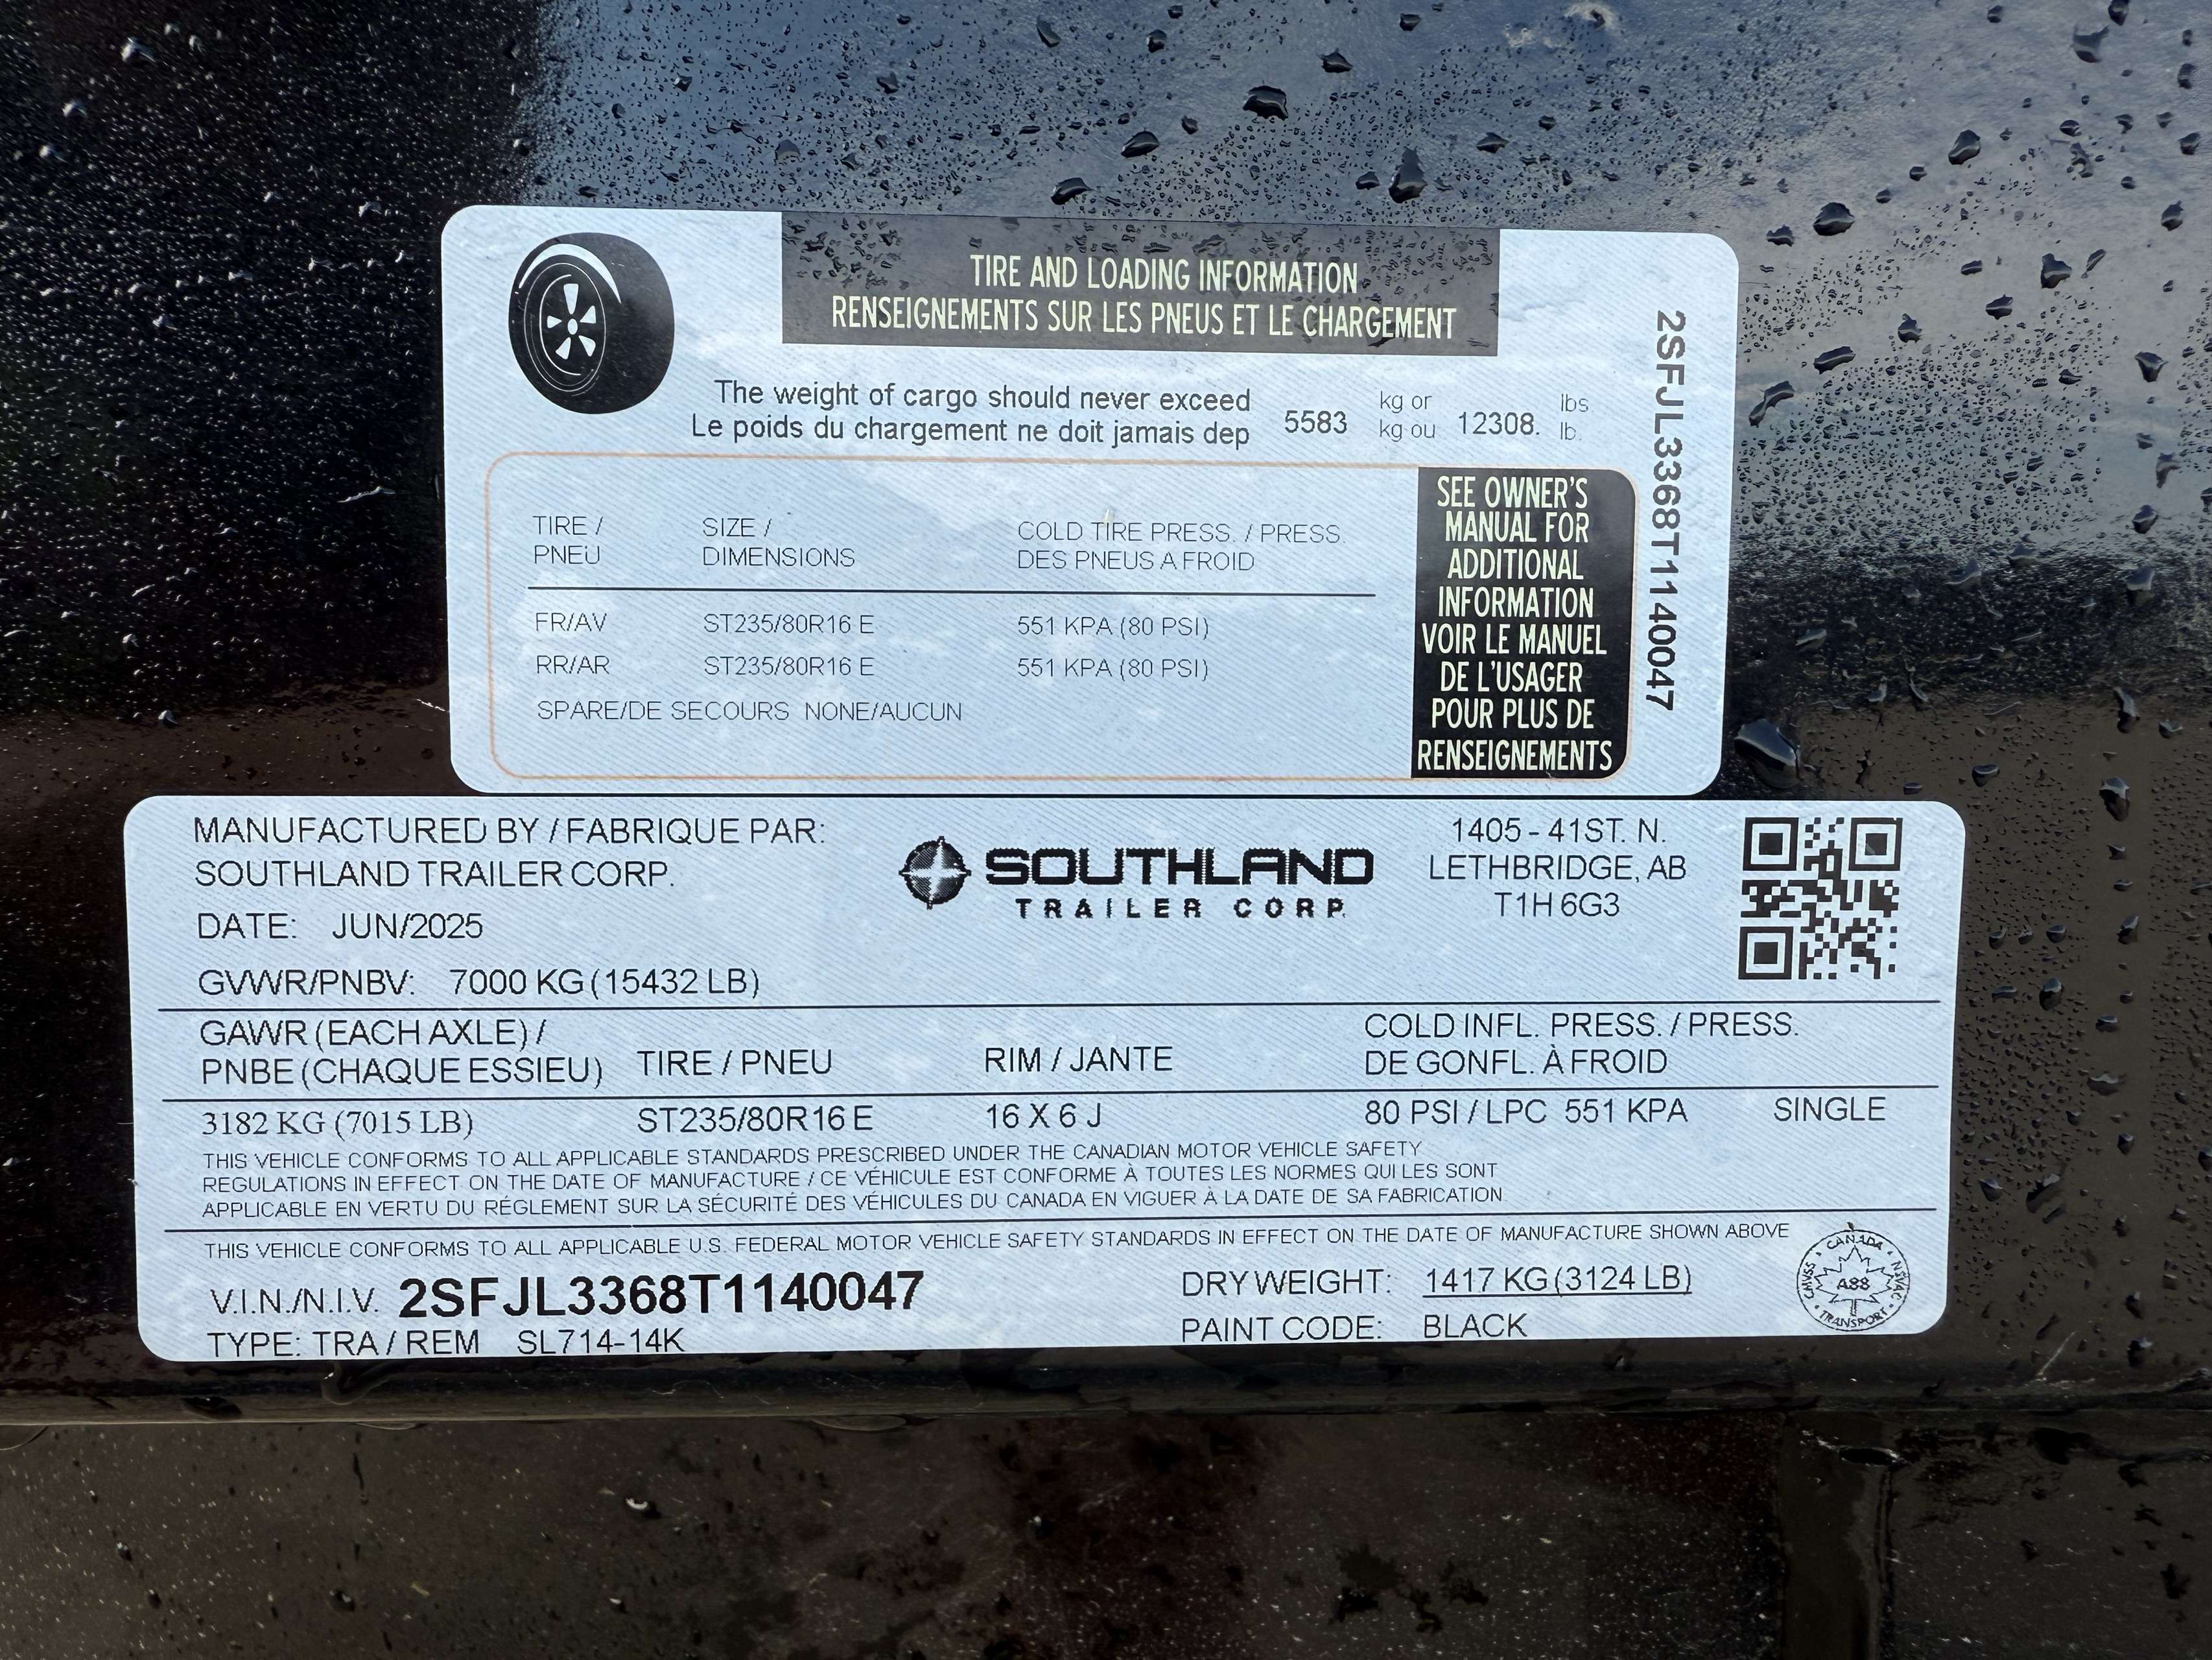 TIRE AND LOADING INFORMATION
RENSEIGNEMENTS SUR LES PNEUS ET LE CHARGEMENT
The weight of cargo should never exceed 5583 kg or 12308. lbs
Le poids du chargement ne doit jamais dep kg ou lb.
TIRE / SIZE / COLD TIRE PRESS. / PRESS.
PNEU DIMENSIONS DES PNEUS A FROID
FR/AV ST235/80R16 E 551 KPA (80 PSI)
RR/AR ST235/80R16 E 551 KPA (80 PSI)
SPARE/DE SECOURS NONE/AUCUN
SEE OWNER'S
MANUAL FOR
ADDITIONAL
INFORMATION
VOIR LE MANUEL
DE L'USAGER
POUR PLUS DE
RENSEIGNEMENTS
2SFJL3368T1140047
MANUFACTURED BY / FABRIQUE PAR:
SOUTHLAND TRAILER CORP.
DATE: JUN/2025
GVWR/PNBV: 7000 KG (15432 LB)
SOUTHLAND
TRAILER CORP.
1405 - 41ST. N.
LETHBRIDGE, AB
T1H 6G3
GAWR (EACH AXLE) / COLD INFL. PRESS. / PRESS.
PNBE (CHAQUE ESSIEU) TIRE / PNEU RIM / JANTE DE GONFL. À FROID
3182 KG (7015 LB) ST235/80R16 E 16 X 6 J 80 PSI / LPC 551 KPA SINGLE
THIS VEHICLE CONFORMS TO ALL APPLICABLE STANDARDS PRESCRIBED UNDER THE CANADIAN MOTOR VEHICLE SAFETY
REGULATIONS IN EFFECT ON THE DATE OF MANUFACTURE / CE VÉHICULE EST CONFORME À TOUTES LES NORMES QUI LES SONT
APPLICABLE EN VERTU DU RÉGLEMENT SUR LA SÉCURITÉ DES VÉHICULES DU CANADA EN VIGUER À LA DATE DE SA FABRICATION
THIS VEHICLE CONFORMS TO ALL APPLICABLE U.S. FEDERAL MOTOR VEHICLE SAFETY STANDARDS IN EFFECT ON THE DATE OF MANUFACTURE SHOWN ABOVE
V.I.N./N.I.V. 2SFJL3368T1140047
TYPE: TRA / REM SL714-14K
DRY WEIGHT: 1417 KG (3124 LB)
PAINT CODE: BLACK
CANADA
CMVSS A88 NSVAC
TRANSPORT